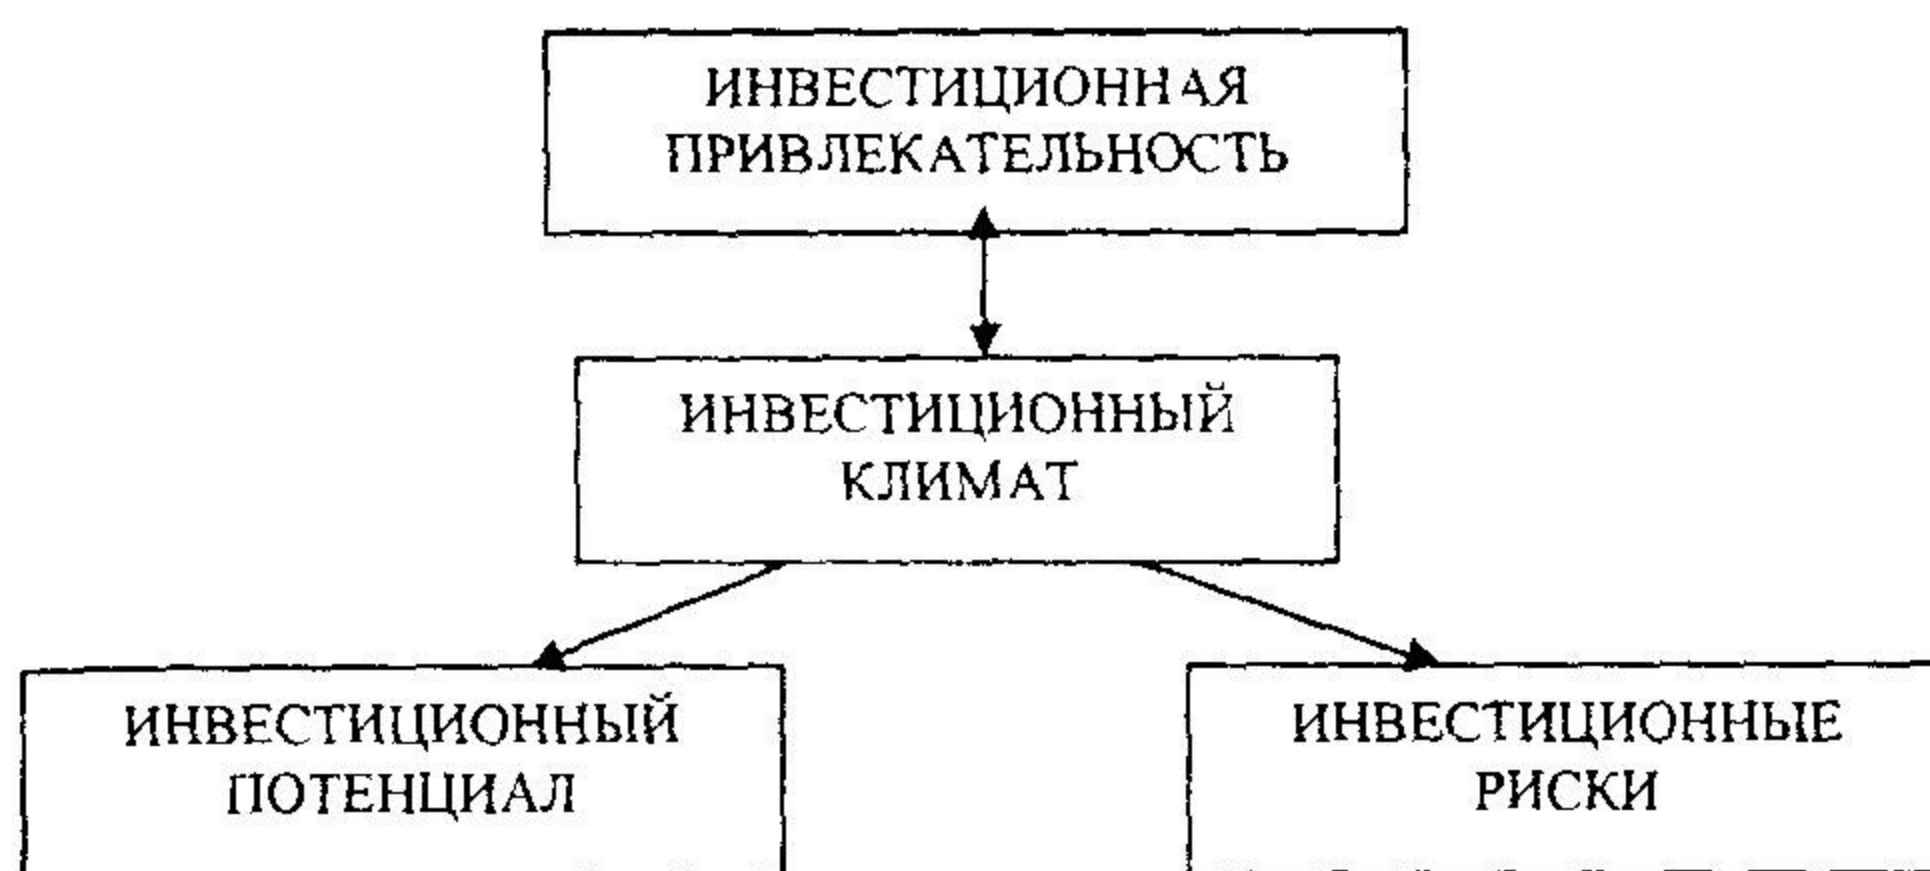 ИНВЕСТИЦИОННАЯ
ПРИВЛЕКАТЕЛЬНОСТЬ
ИНВЕСТИЦИОННЫЙ
КЛИМАТ
ИНВЕСТИЦИОННЫЙ
ПОТЕНЦИАЛ
ИНВЕСТИЦИОННЫЕ
РИСКИ